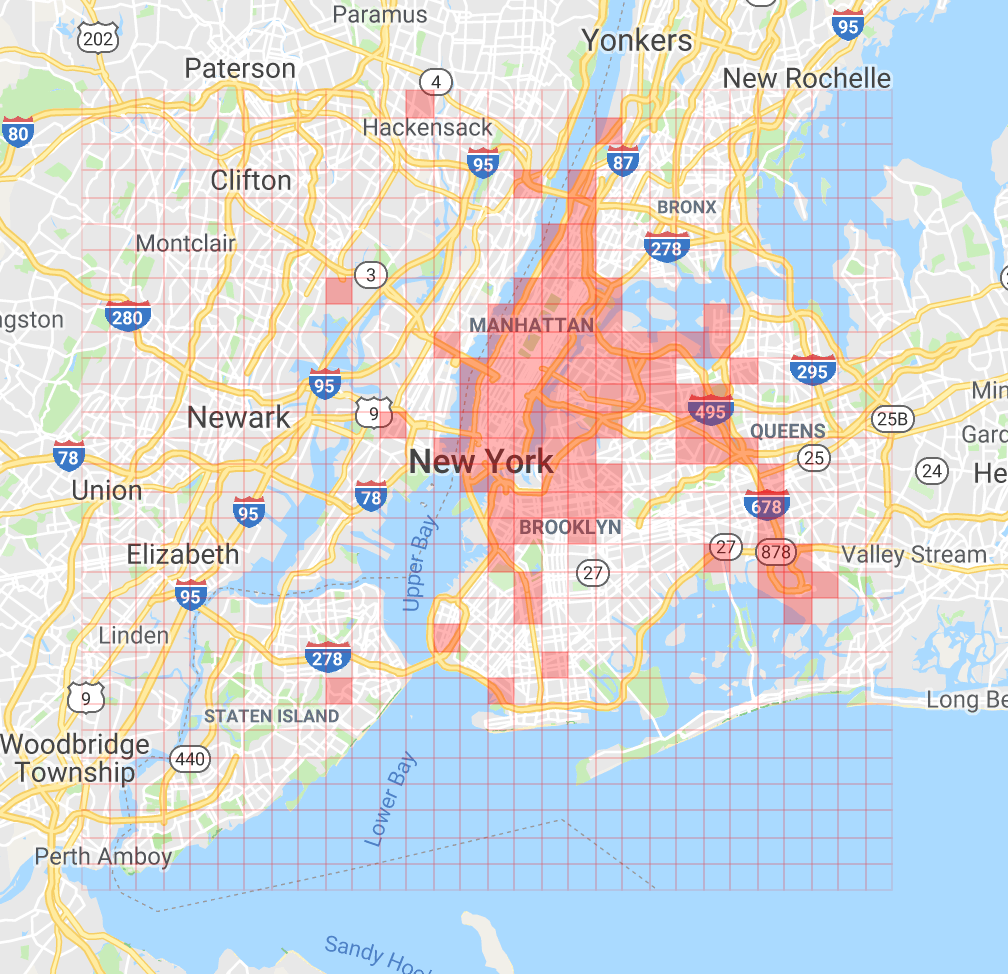 Paramus
95
202
Yonkers
Paterson
4
New Rochelle
Hackensack
80
95
87
Clifton
BRONX
Montclair
278
3
280
MANHATTAN
gston
95
295
Min
Newark
9
495
25B
QUEENS
Gard
78
New York
25
24
He
Union
78
95
678
BROOKLYN
Upper Bay
Elizabeth
27
878
Valley Stream
27
95
Linden
278
9
Long Be
STATEN ISLAND
Woodbridge
Township
440
Lower Bay
Perth Amboy
Sandy Hoo